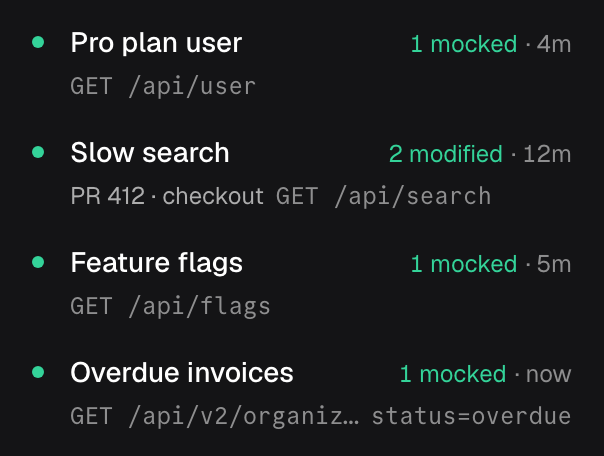 Pro plan user 1 mocked · 4m
GET /api/user
Slow search 2 modified · 12m
PR 412 · checkout GET /api/search
Feature flags 1 mocked · 5m
GET /api/flags
Overdue invoices 1 mocked · now
GET /api/v2/organiz… status=overdue